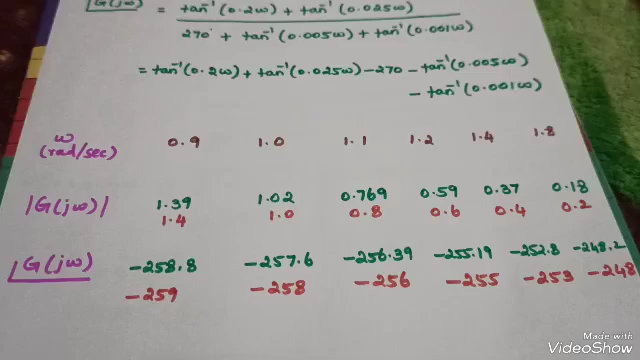 ∠G(jω) = tan⁻¹(0.2ω) + tan⁻¹(0.025ω)
270° + tan⁻¹(0.005ω) + tan⁻¹(0.001ω)
= tan⁻¹(0.2ω) + tan⁻¹(0.025ω) - 270 - tan⁻¹(0.005ω)
- tan⁻¹(0.001ω)
ω (rad/sec) 0.9 1.0 1.1 1.2 1.4 1.8
|G(jω)| 1.39 1.02 0.769 0.59 0.37 0.18
1.4 1.0 0.8 0.6 0.4 0.2
∠G(jω) -258.8 -257.6 -256.39 -255.19 -252.8 -248.2
-259 -258 -256 -255 -253 -248
Made with
VideoShow